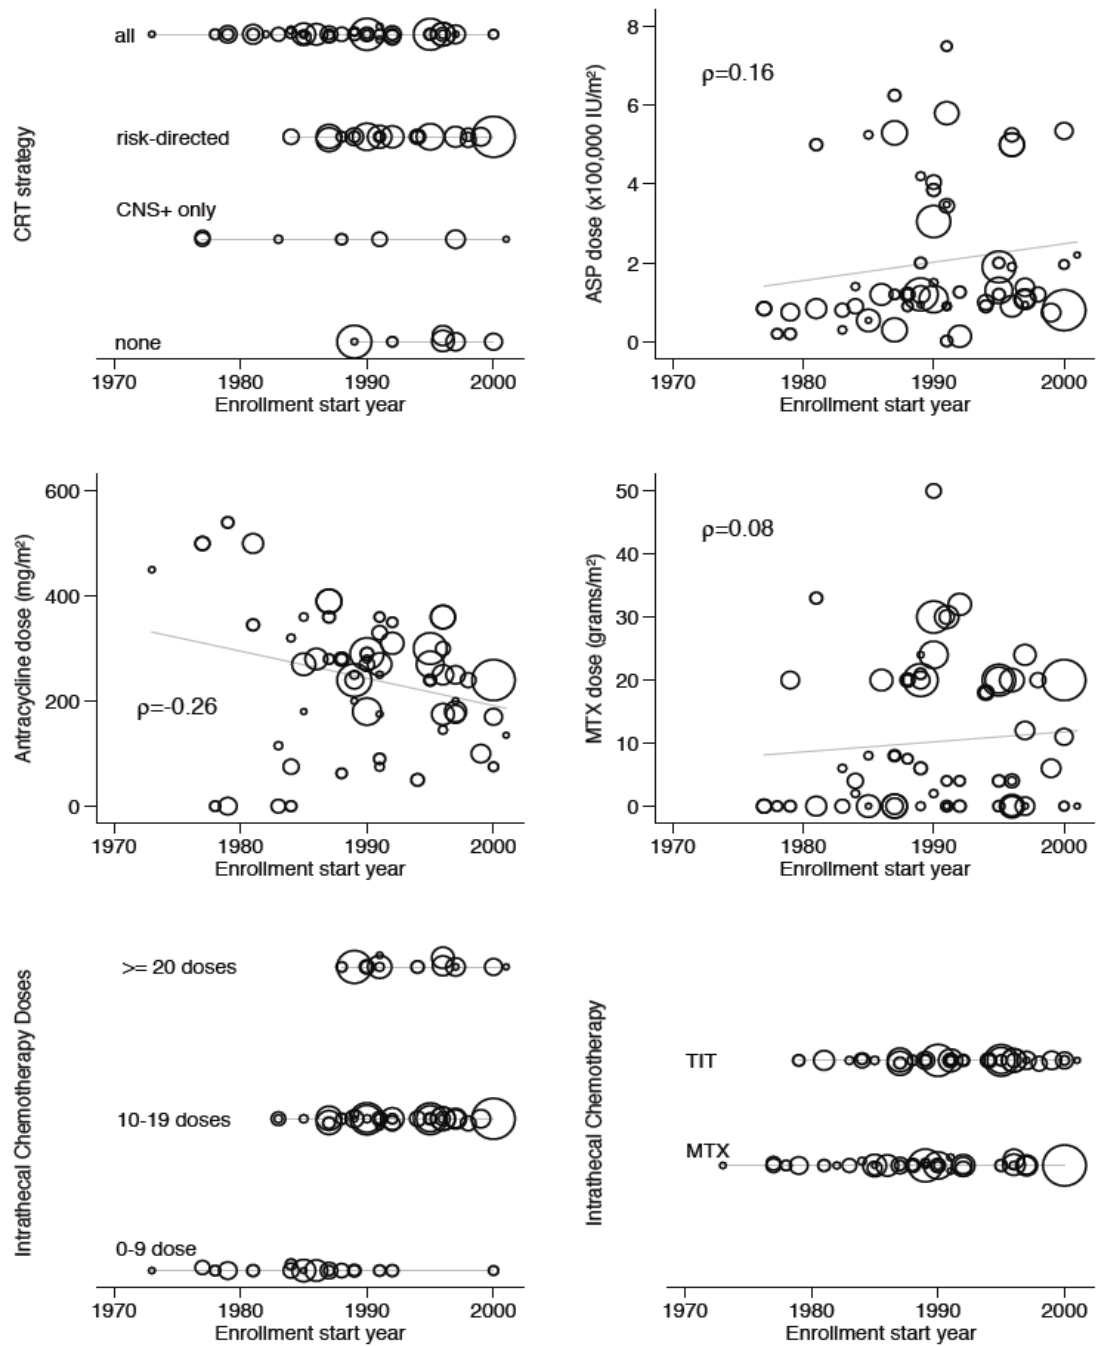 CRT strategy
all
risk-directed
CNS+ only
none
1970 1980 1990 2000
Enrollment start year
ASP dose (x100,000 IU/m²)
8
ρ=0.16
6
4
2
0
1970 1980 1990 2000
Enrollment start year
Antracycline dose (mg/m²)
600
400
200
ρ=-0.26
0
1970 1980 1990 2000
Enrollment start year
MTX dose (grams/m²)
50
ρ=0.08
40
30
20
10
0
1970 1980 1990 2000
Enrollment start year
Intrathecal Chemotherapy Doses
>= 20 doses
10-19 doses
0-9 dose
1970 1980 1990 2000
Enrollment start year
Intrathecal Chemotherapy
TIT
MTX
1970 1980 1990 2000
Enrollment start year